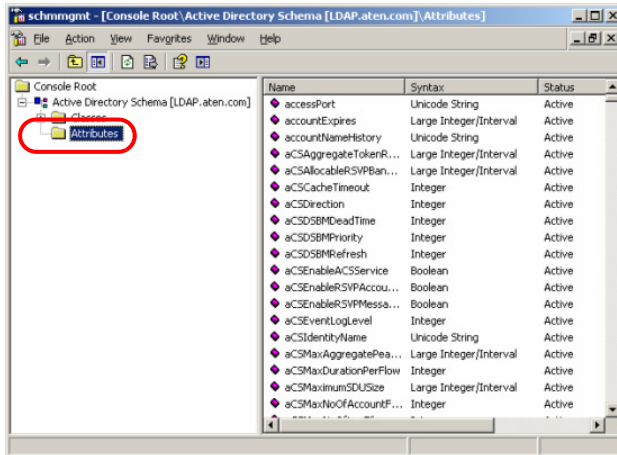 schmmgmt - [Console Root\Active Directory Schema [LDAP.aten.com]\Attributes]
File Action View Favorites Window Help
Console Root
Active Directory Schema [LDAP.aten.com]
Classes
Attributes
Name Syntax Status
accessPort Unicode String Active
accountExpires Large Integer/Interval Active
accountNameHistory Unicode String Active
aCSAggregateTokenR... Large Integer/Interval Active
aCSAllocableRSVPBan... Large Integer/Interval Active
aCSCacheTimeout Integer Active
aCSDirection Integer Active
aCSDSBMDeadTime Integer Active
aCSDSBMPriority Integer Active
aCSDSBMRefresh Integer Active
aCSEnableACSService Boolean Active
aCSEnableRSVPAccou... Boolean Active
aCSEnableRSVPMessa... Boolean Active
aCSEventLogLevel Integer Active
aCSIdentityName Unicode String Active
aCSMaxAggregatePea... Large Integer/Interval Active
aCSMaxDurationPerFlow Integer Active
aCSMaximumSDUSize Large Integer/Interval Active
aCSMaxNoOfAccountF... Integer Active